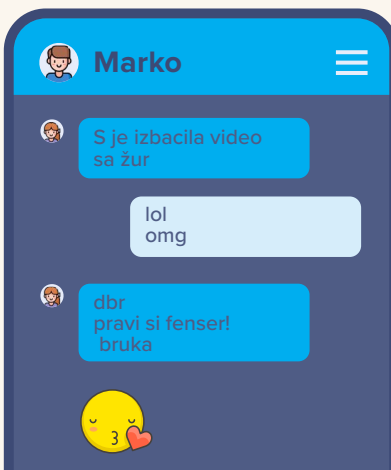 Marko
S je izbacila video
sa žur
lol
omg
dbr
pravi si fenser!
bruka